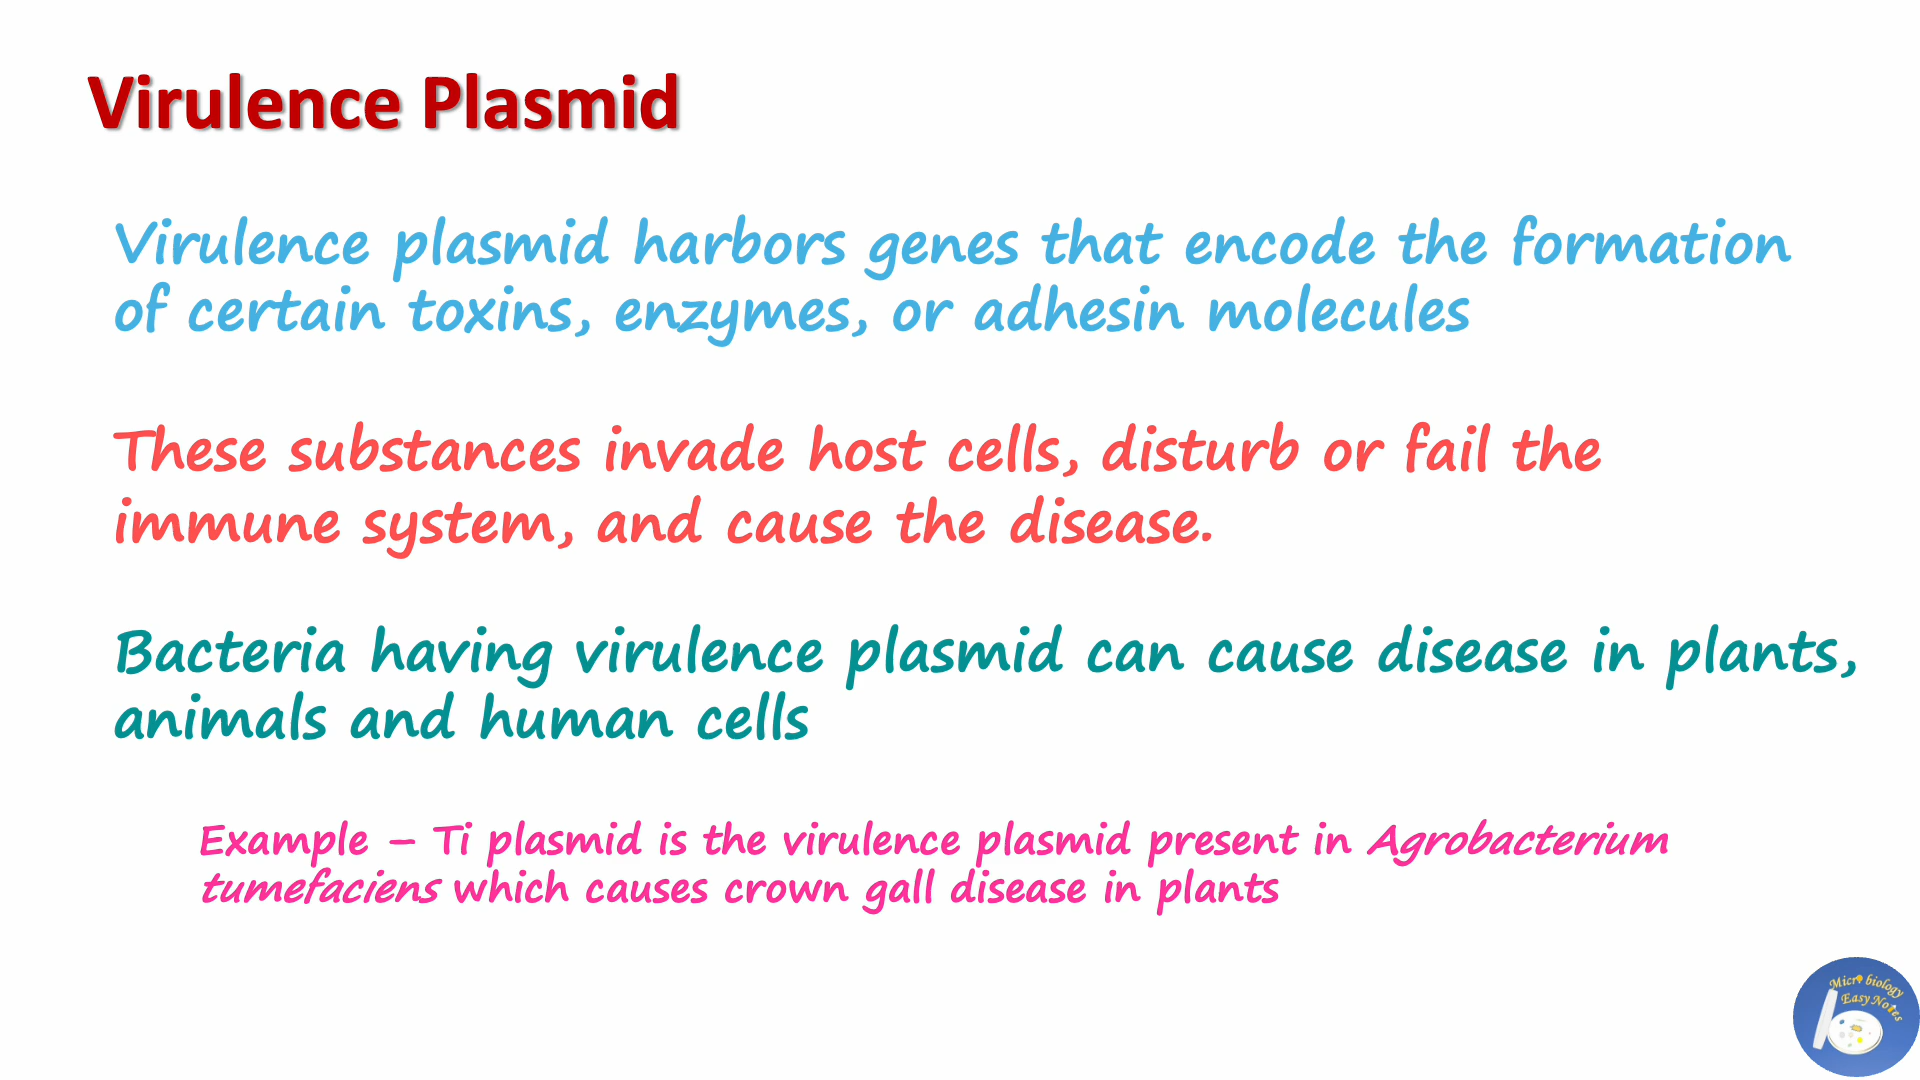 Virulence Plasmid
Virulence plasmid harbors genes that encode the formation
of certain toxins, enzymes, or adhesin molecules
These substances invade host cells, disturb or fail the
immune system, and cause the disease.
Bacteria having virulence plasmid can cause disease in plants,
animals and human cells
Example – Ti plasmid is the virulence plasmid present in Agrobacterium
tumefaciens which causes crown gall disease in plants
Microbiology
Easy Notes